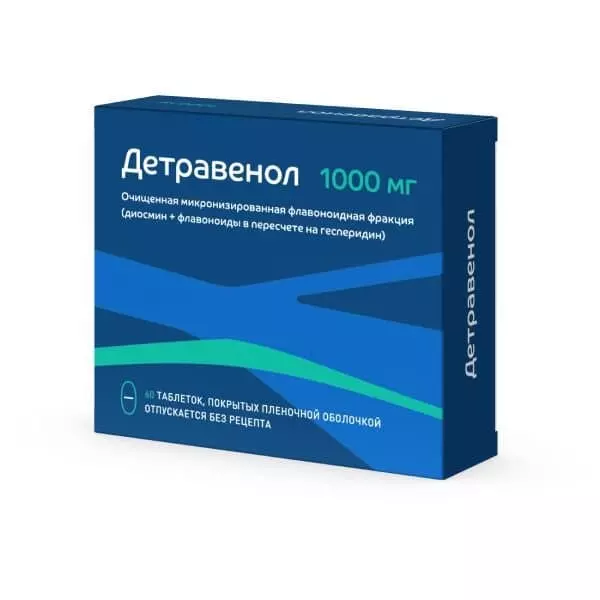 Детравенол
Детравенол 1000 мг
Очищенная микронизированная флавоноидная фракция
(диосмин + флавоноиды в пересчете на гесперидин)
60 ТАБЛЕТОК, ПОКРЫТЫХ ПЛЕНОЧНОЙ ОБОЛОЧКОЙ
ОТПУСКАЕТСЯ БЕЗ РЕЦЕПТА
Детравенол